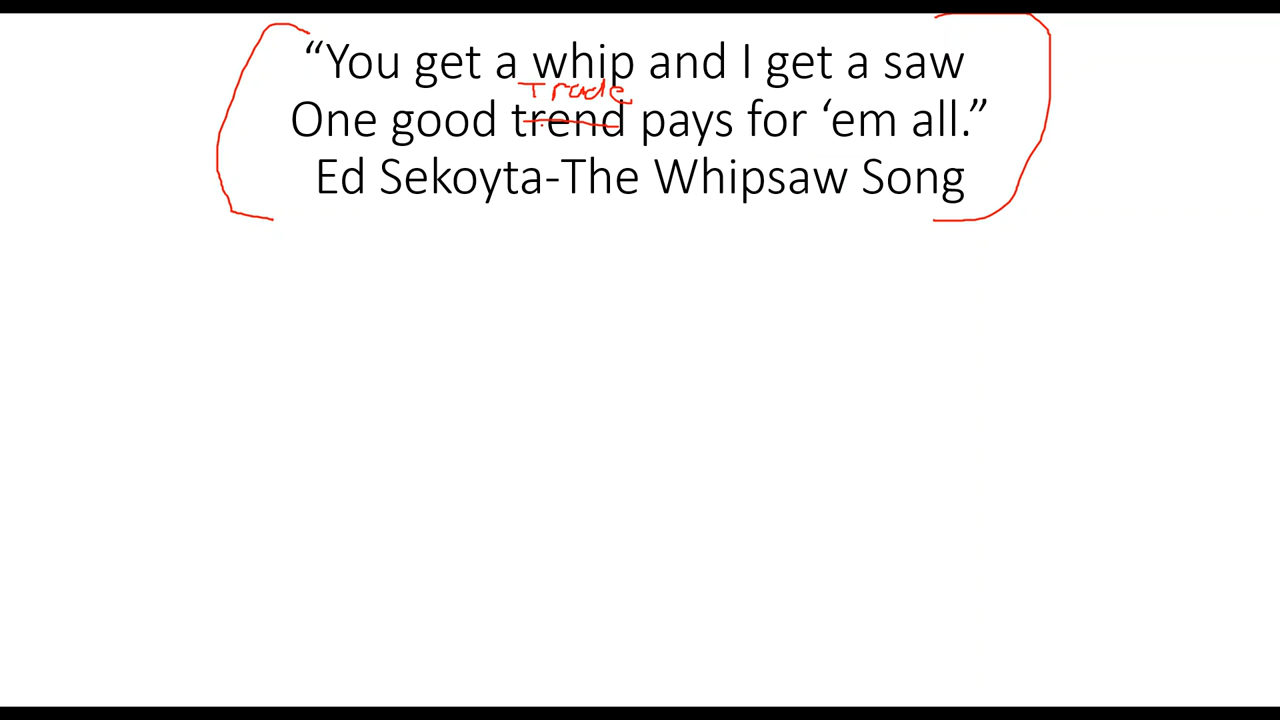 “You get a whip and I get a saw
Trade
One good trend pays for ‘em all.”
Ed Sekoyta-The Whipsaw Song